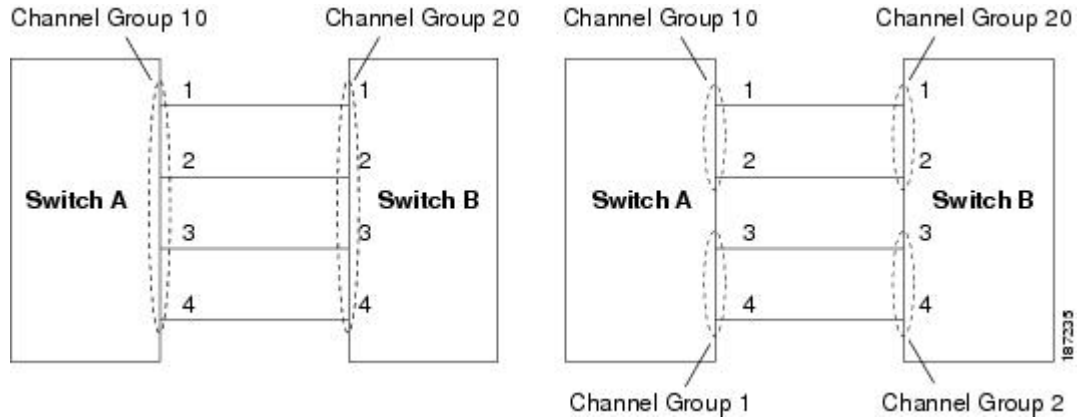 Channel Group 10 Channel Group 20
1 1
2 2
Switch A Switch B
3 3
4 4
Channel Group 10 Channel Group 20
1 1
2 2
Switch A Switch B
3 3
4 4
Channel Group 1 Channel Group 2
187235